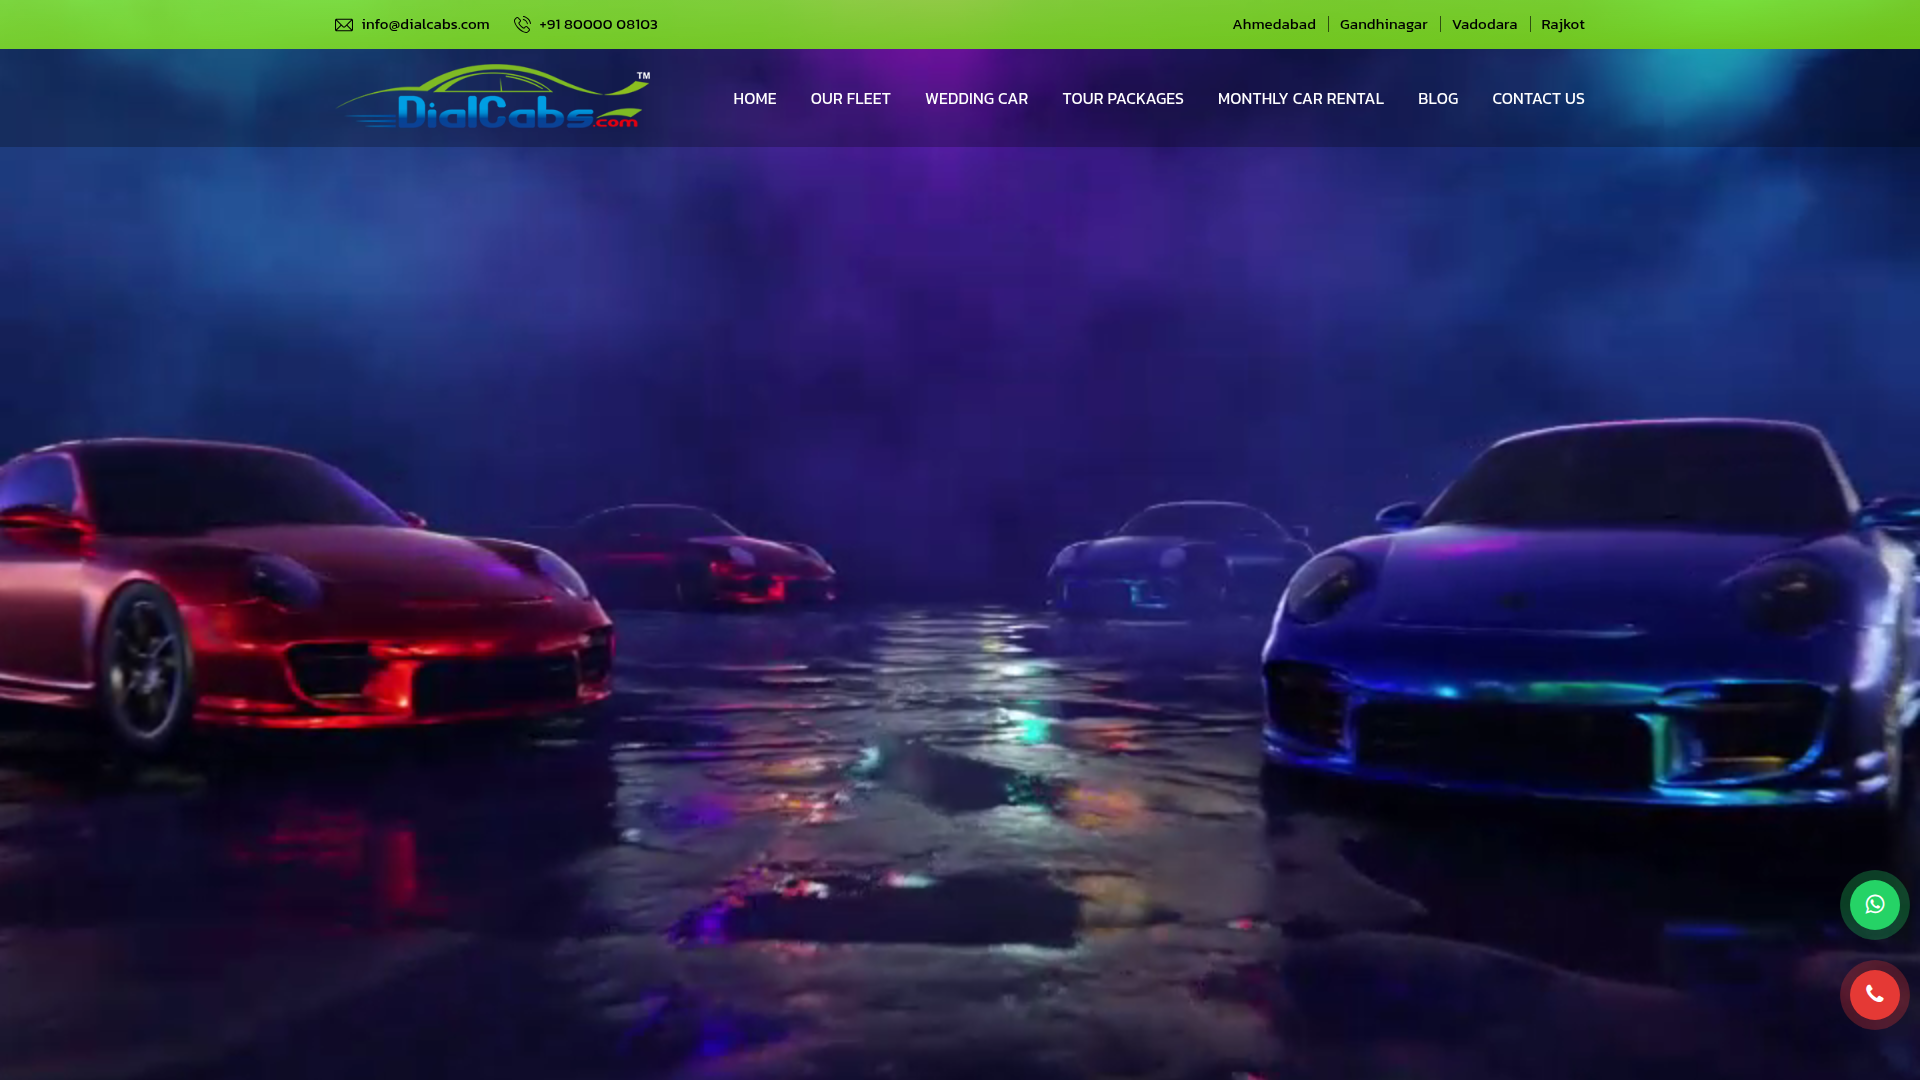 info@dialcabs.com +91 80000 08103 Ahmedabad Gandhinagar Vadodara Rajkot
DialCabs.com TM
HOME OUR FLEET WEDDING CAR TOUR PACKAGES MONTHLY CAR RENTAL BLOG CONTACT US